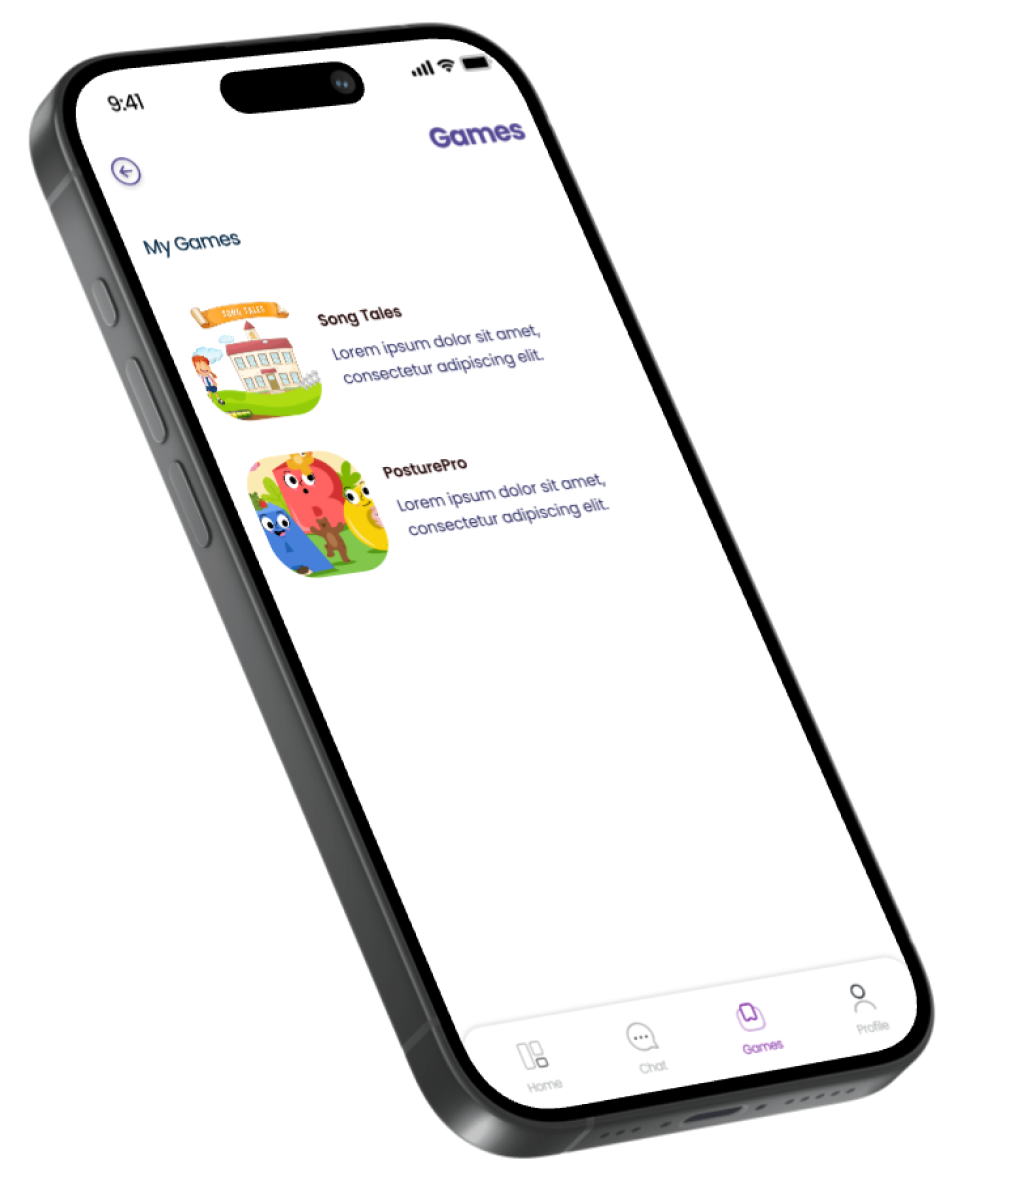 9:41
Games
My Games
SONG TALES
Song Tales
Lorem ipsum dolor sit amet,
consectetur adipiscing elit.
PosturePro
Lorem ipsum dolor sit amet,
consectetur adipiscing elit.
Home
Chat
Games
Profile